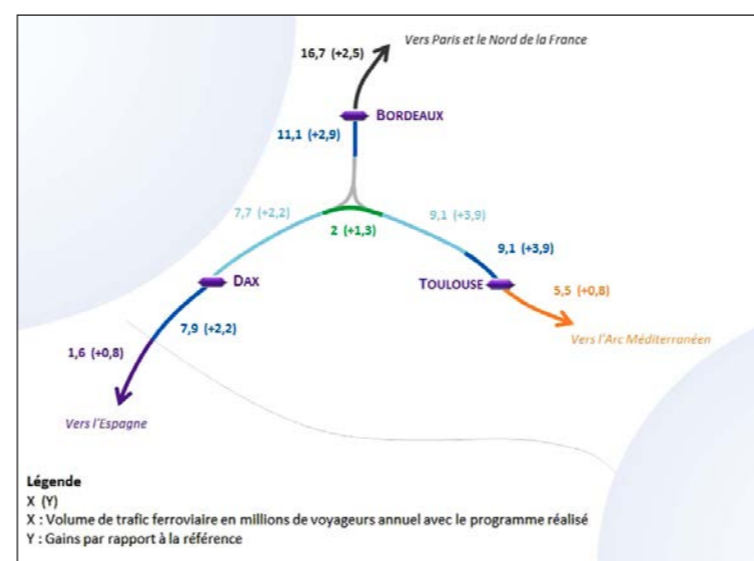 Vers Paris et le Nord de la France
16,7 (+2,5)
BORDEAUX
11,1 (+2,9)
7,7 (+2,2)
9,1 (+3,9)
2 (+1,3)
9,1 (+3,9)
DAX
TOULOUSE
5,5 (+0,8)
7,9 (+2,2)
Vers l'Arc Méditerranéen
1,6 (+0,8)
Vers l'Espagne
Légende
X (Y)
X : Volume de trafic ferroviaire en millions de voyageurs annuel avec le programme réalisé
Y : Gains par rapport à la référence